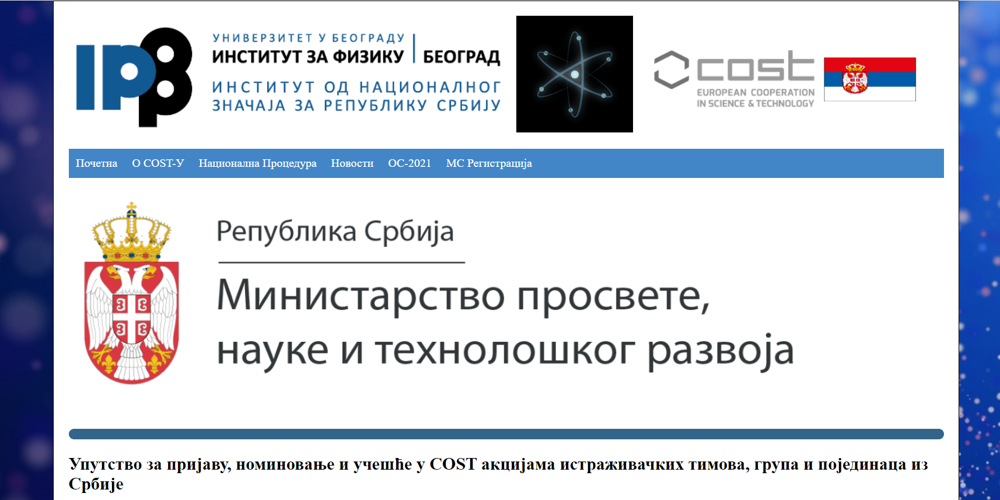 УНИВЕРЗИТЕТ У БЕОГРАДУ
ИНСТИТУТ ЗА ФИЗИКУ | БЕОГРАД
ИНСТИТУТ ОД НАЦИОНАЛНОГ
ЗНАЧАЈА ЗА РЕПУБЛИКУ СРБИЈУ
cost
EUROPEAN COOPERATION
IN SCIENCE & TECHNOLOGY
Почетна О COST-У Национална Процедура Новости ОС-2021 МС Регистрација
Република Србија
Министарство просвете,
науке и технолошког развоја
Упутство за пријаву, номиновање и учешће у COST акцијама истраживачких тимова, група и појединаца из
Србије